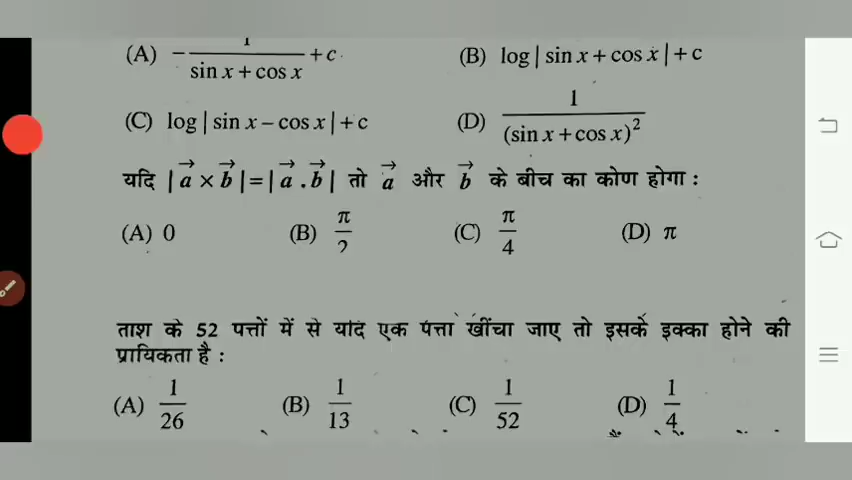 (A) − 1/(sin x + cos x) + c (B) log | sin x + cos x | + c
(C) log | sin x − cos x | + c (D) 1/(sin x + cos x)²
यदि | a⃗ × b⃗ | = | a⃗ . b⃗ | तो a⃗ और b⃗ के बीच का कोण होगा :
(A) 0 (B) π/2 (C) π/4 (D) π
ताश के 52 पत्तों में से यदि एक पत्ता खींचा जाए तो इसके इक्का होने की
प्रायिकता है :
(A) 1/26 (B) 1/13 (C) 1/52 (D) 1/4